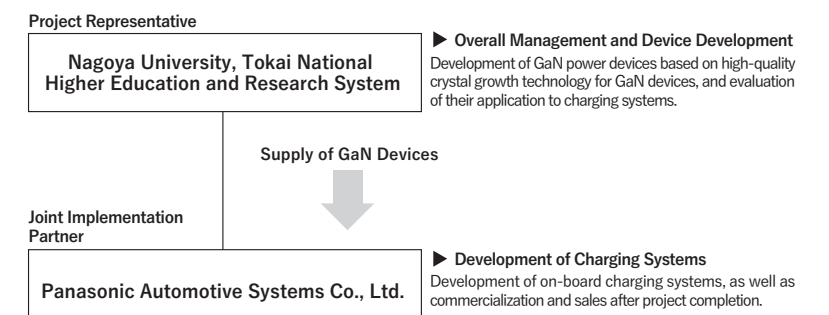 Project Representative
Nagoya University, Tokai National
Higher Education and Research System
▶ Overall Management and Device Development
Development of GaN power devices based on high-quality
crystal growth technology for GaN devices, and evaluation
of their application to charging systems.
Supply of GaN Devices
Joint Implementation
Partner
Panasonic Automotive Systems Co., Ltd.
▶ Development of Charging Systems
Development of on-board charging systems, as well as
commercialization and sales after project completion.